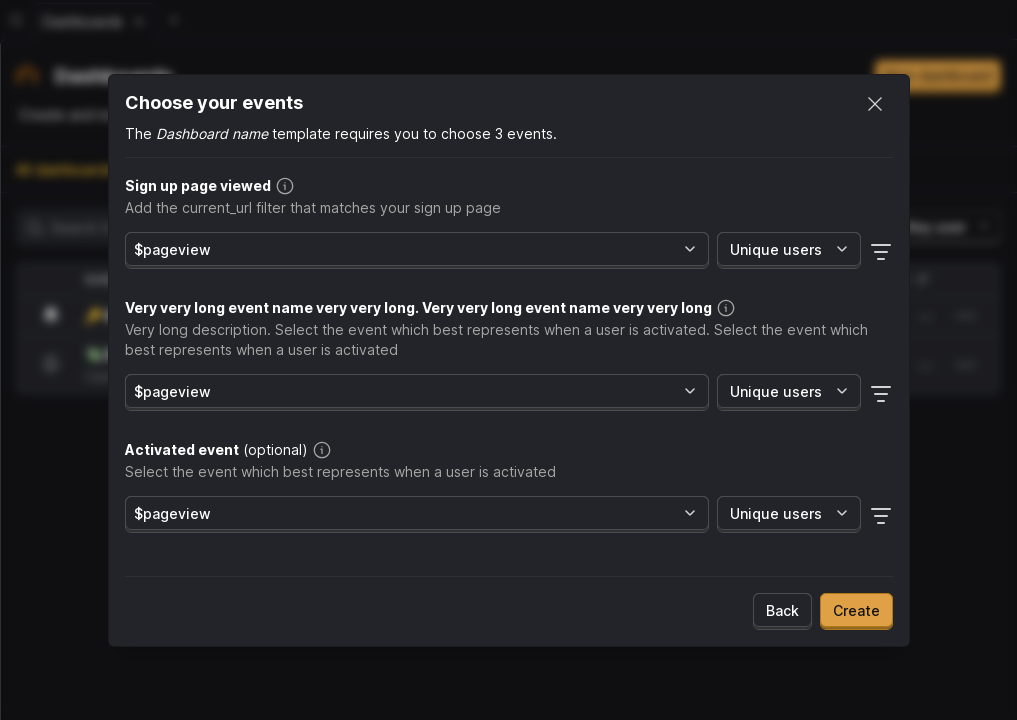 Dashboards
Dashboards
Choose your events
The Dashboard name template requires you to choose 3 events.
Sign up page viewed
Add the current_url filter that matches your sign up page
$pageview
Unique users
Very very long event name very very long. Very very long event name very very long
Very long description. Select the event which best represents when a user is activated. Select the event which
best represents when a user is activated
$pageview
Unique users
Activated event (optional)
Select the event which best represents when a user is activated
$pageview
Unique users
Back
Create